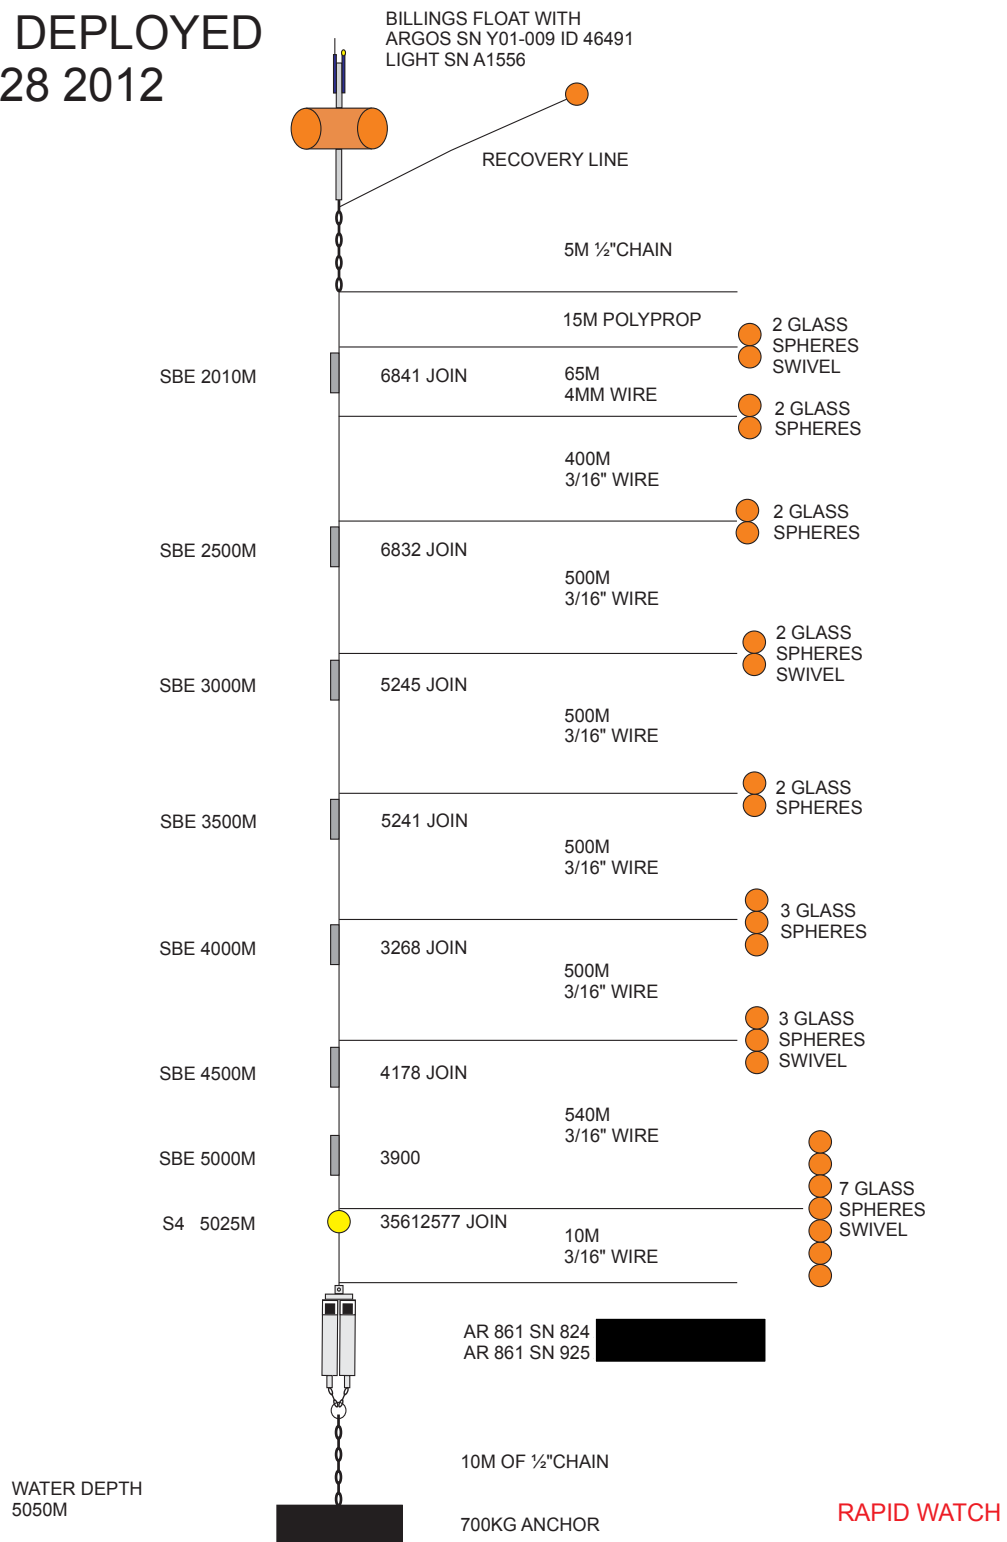 DEPLOYED
28 2012
BILLINGS FLOAT WITH
ARGOS SN Y01-009 ID 46491
LIGHT SN A1556
RECOVERY LINE
5M ½"CHAIN
15M POLYPROP
2 GLASS
SPHERES
SWIVEL
SBE 2010M
6841 JOIN
65M
4MM WIRE
2 GLASS
SPHERES
400M
3/16" WIRE
2 GLASS
SPHERES
SBE 2500M
6832 JOIN
500M
3/16" WIRE
2 GLASS
SPHERES
SWIVEL
SBE 3000M
5245 JOIN
500M
3/16" WIRE
2 GLASS
SPHERES
SBE 3500M
5241 JOIN
500M
3/16" WIRE
3 GLASS
SPHERES
SBE 4000M
3268 JOIN
500M
3/16" WIRE
3 GLASS
SPHERES
SWIVEL
SBE 4500M
4178 JOIN
540M
3/16" WIRE
SBE 5000M
3900
7 GLASS
SPHERES
SWIVEL
S4 5025M
35612577 JOIN
10M
3/16" WIRE
AR 861 SN 824
AR 861 SN 925
10M OF ½"CHAIN
WATER DEPTH
5050M
700KG ANCHOR
RAPID WATCH